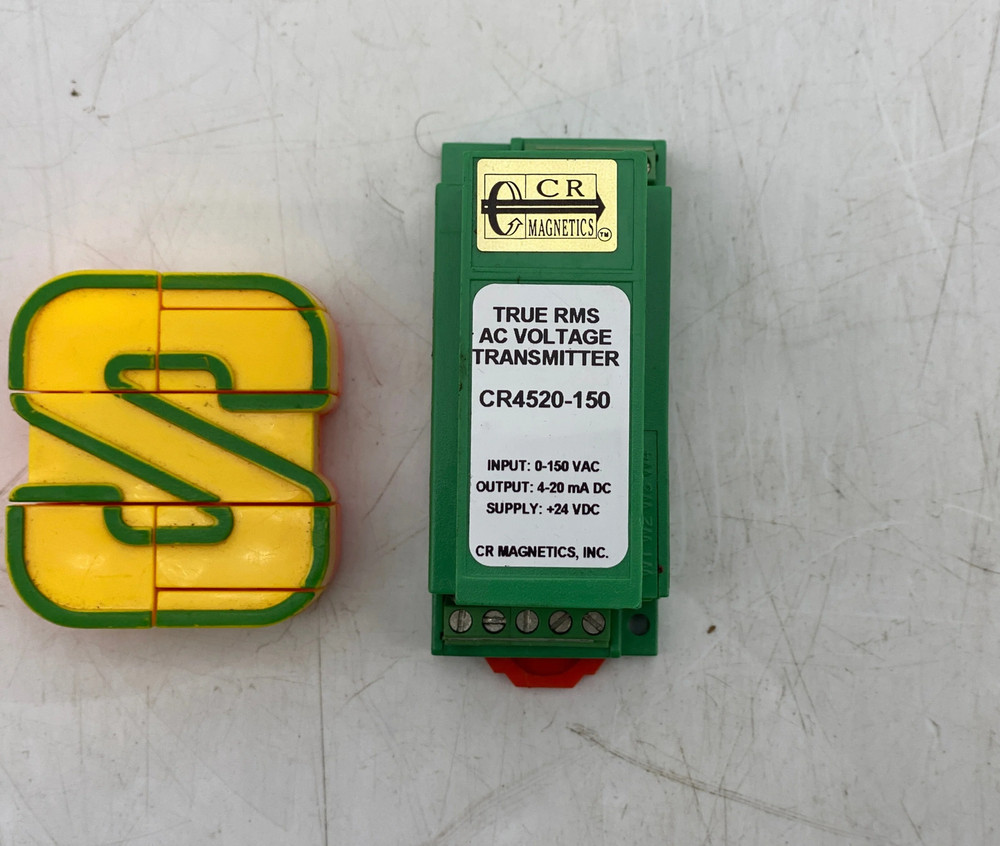 S
CR
MAGNETICS
TM
TRUE RMS
AC VOLTAGE
TRANSMITTER
CR4520-150
INPUT: 0-150 VAC
OUTPUT: 4-20 mA DC
SUPPLY: +24 VDC
CR MAGNETICS, INC.